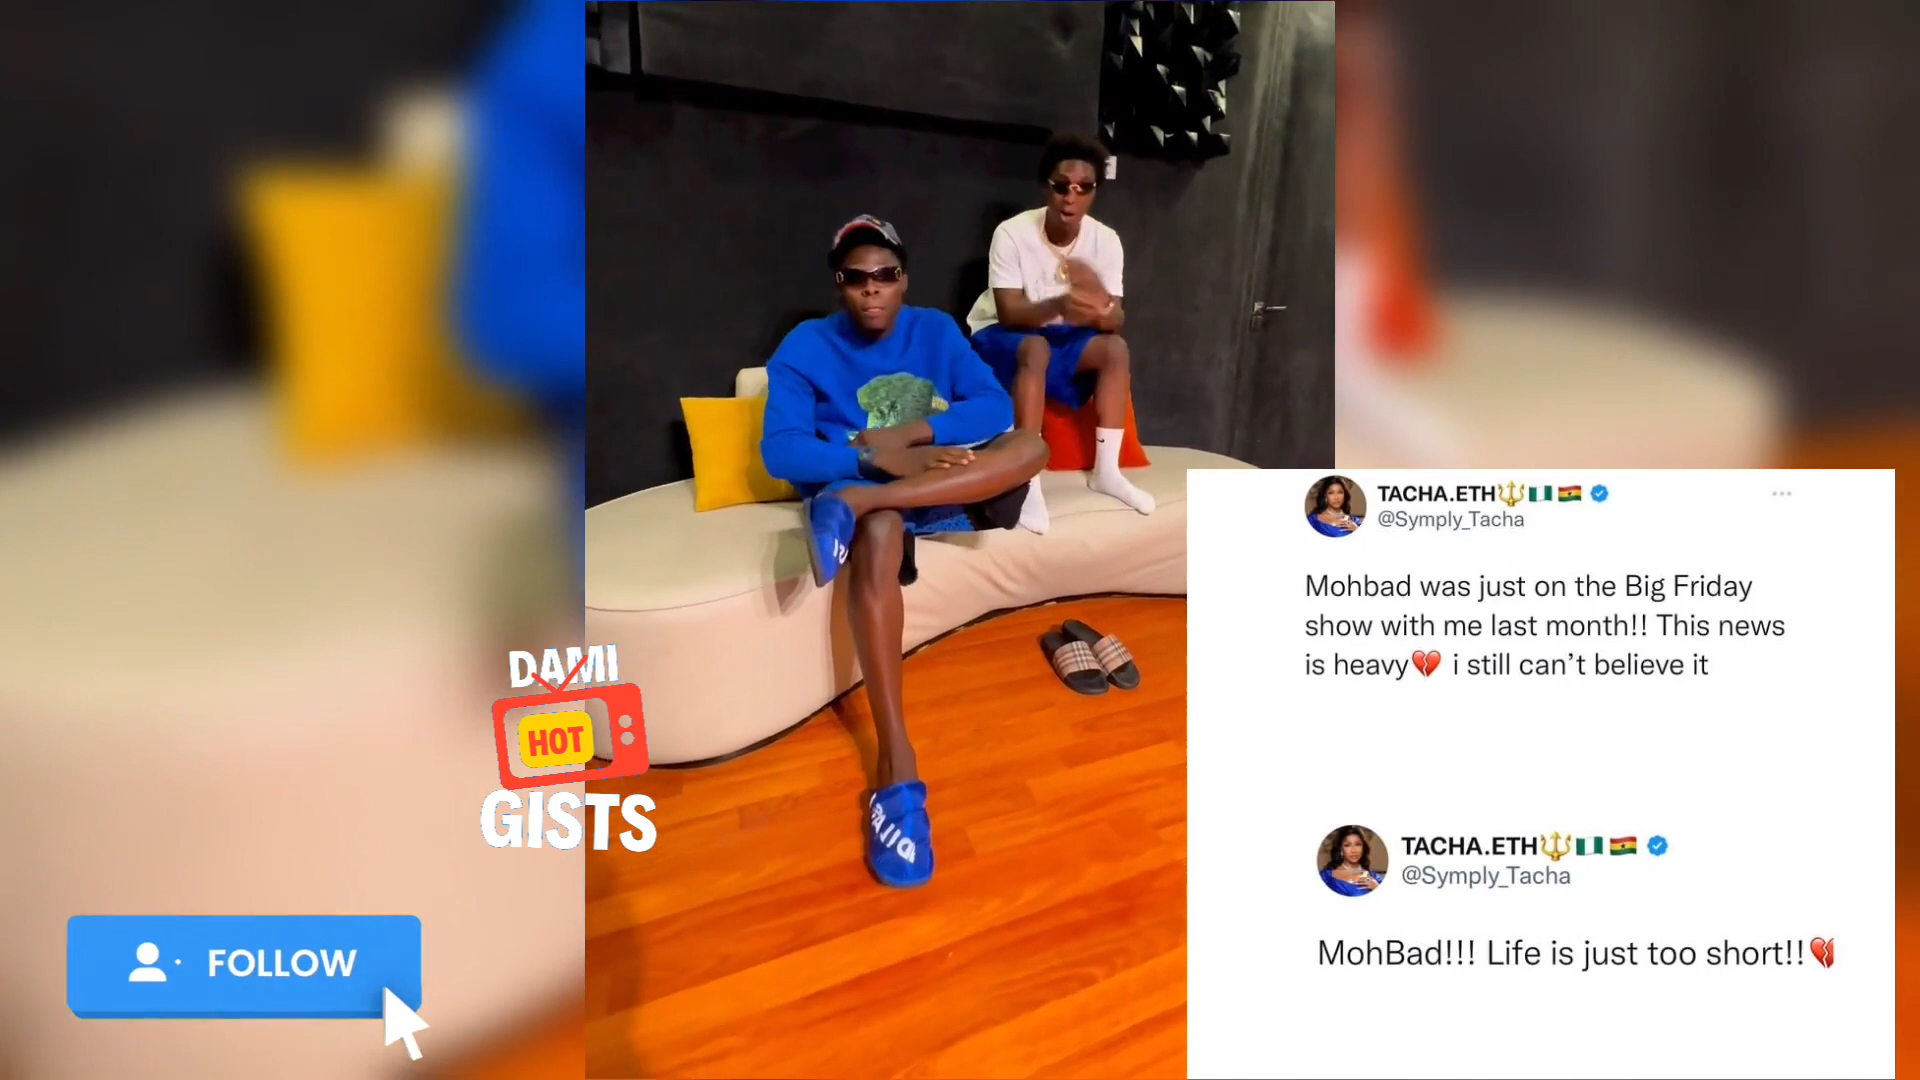 DAMI
HOT
GISTS
FOLLOW
TACHA.ETH
@Symply_Tacha
Mohbad was just on the Big Friday
show with me last month!! This news
is heavy💔 i still can’t believe it
TACHA.ETH
@Symply_Tacha
MohBad!!! Life is just too short!!💔